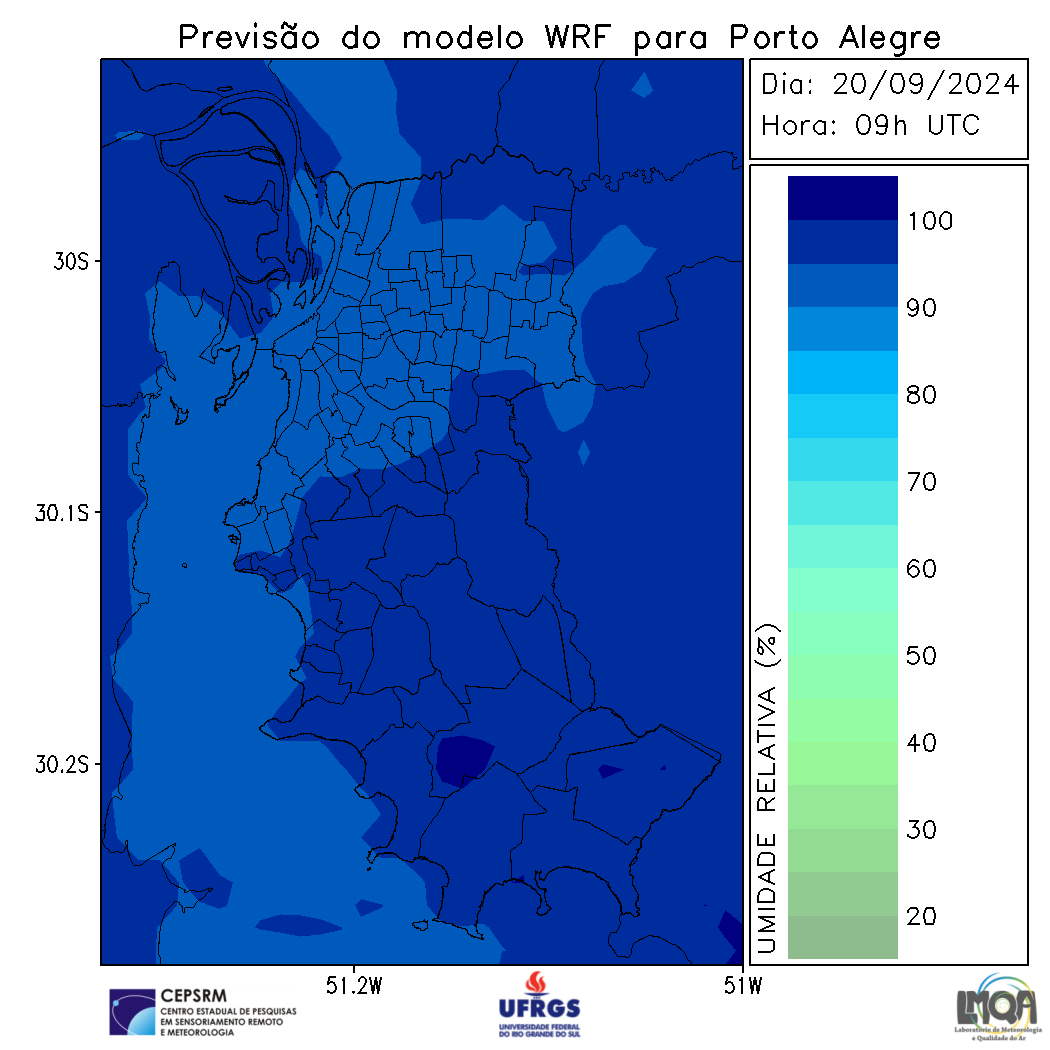 Previsão do modelo WRF para Porto Alegre
Dia: 20/09/2024
Hora: 09h UTC
100
90
80
70
60
50
40
30
20
UMIDADE RELATIVA (%)
30S
30.1S
30.2S
51.2W
51W
CEPSRM
CENTRO ESTADUAL DE PESQUISAS
EM SENSORIAMENTO REMOTO
E METEOROLOGIA
UFRGS
UNIVERSIDADE FEDERAL
DO RIO GRANDE DO SUL
LMQA
Laboratório de Meteorologia
e Qualidade do Ar